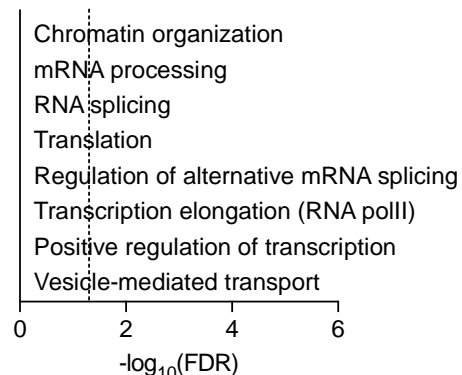 Chromatin organization
mRNA processing
RNA splicing
Translation
Regulation of alternative mRNA splicing
Transcription elongation (RNA polII)
Positive regulation of transcription
Vesicle-mediated transport
0 2 4 6
-log10(FDR)